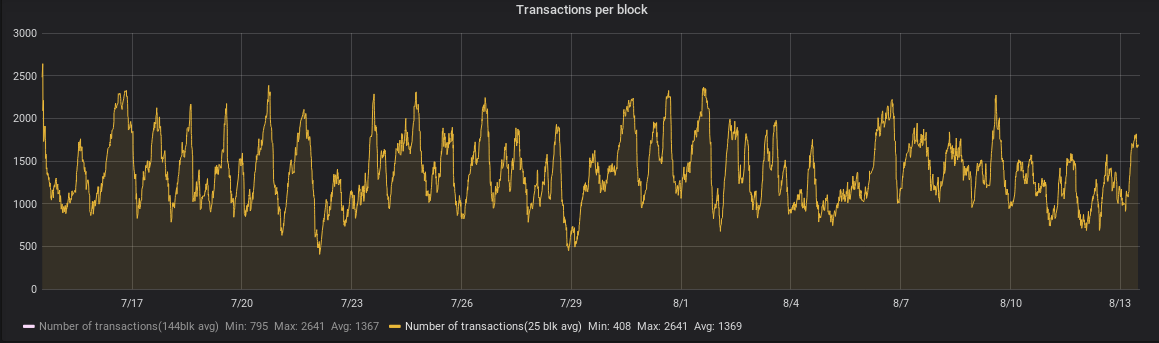 Transactions per block
3000
2500
2000
1500
1000
500
0
7/17 7/20 7/23 7/26 7/29 8/1 8/4 8/7 8/10 8/13
Number of transactions(144blk avg) Min: 795 Max: 2641 Avg: 1367 Number of transactions(25 blk avg) Min: 408 Max: 2641 Avg: 1369